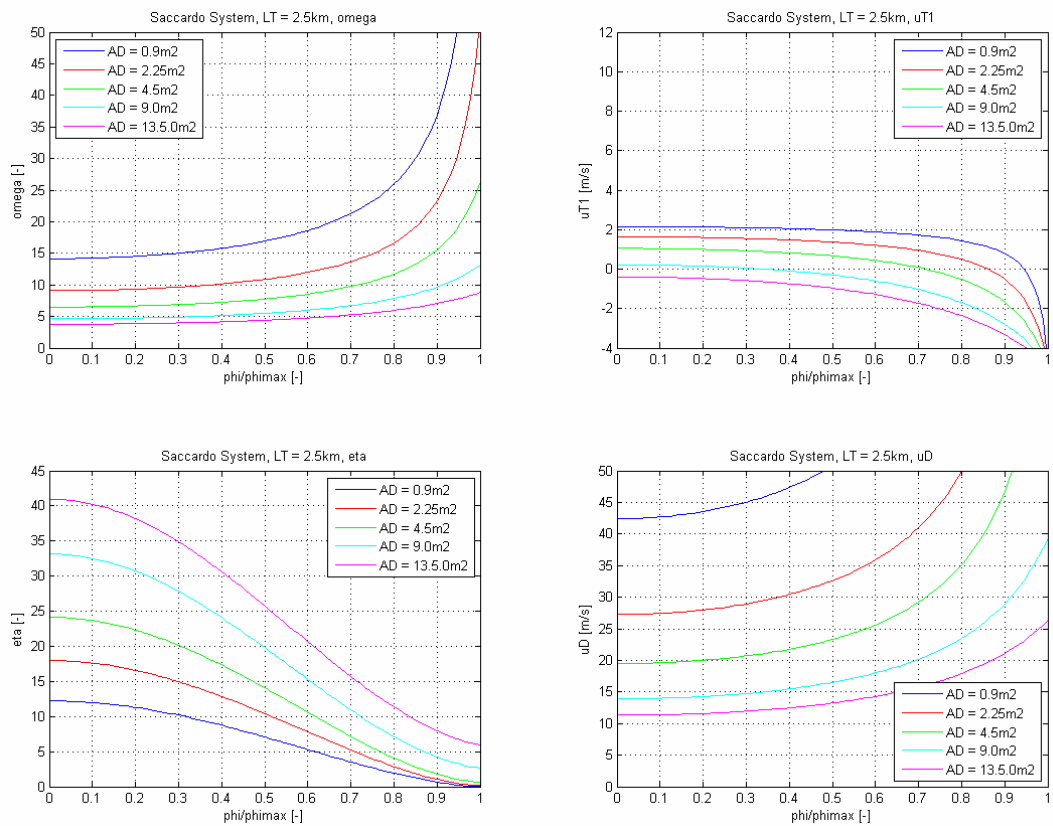 Saccardo System, LT = 2.5km, omega
50
45
40
35
30
25
20
15
10
5
0
omega [-]
AD = 0.9m2
AD = 2.25m2
AD = 4.5m2
AD = 9.0m2
AD = 13.5.0m2
0 0.1 0.2 0.3 0.4 0.5 0.6 0.7 0.8 0.9 1
phi/phimax [-]
Saccardo System, LT = 2.5km, uT1
12
10
8
6
4
2
0
-2
-4
uT1 [m/s]
AD = 0.9m2
AD = 2.25m2
AD = 4.5m2
AD = 9.0m2
AD = 13.5.0m2
0 0.1 0.2 0.3 0.4 0.5 0.6 0.7 0.8 0.9 1
phi/phimax [-]
Saccardo System, LT = 2.5km, eta
45
40
35
30
25
20
15
10
5
0
eta [-]
AD = 0.9m2
AD = 2.25m2
AD = 4.5m2
AD = 9.0m2
AD = 13.5.0m2
0 0.1 0.2 0.3 0.4 0.5 0.6 0.7 0.8 0.9 1
phi/phimax [-]
Saccardo System, LT = 2.5km, uD
50
45
40
35
30
25
20
15
10
5
0
uD [m/s]
AD = 0.9m2
AD = 2.25m2
AD = 4.5m2
AD = 9.0m2
AD = 13.5.0m2
0 0.1 0.2 0.3 0.4 0.5 0.6 0.7 0.8 0.9 1
phi/phimax [-]